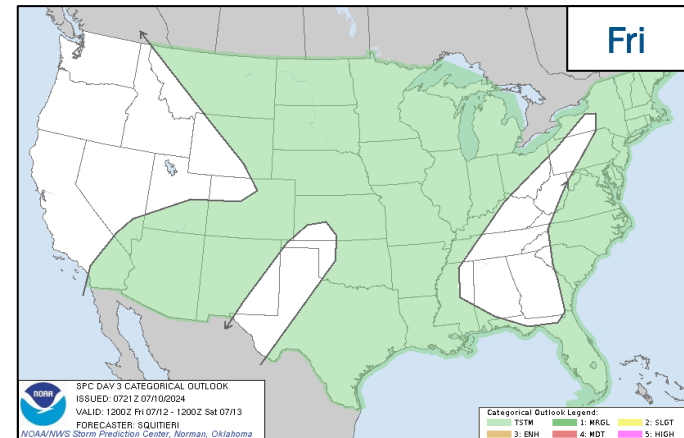 Fri
SPC DAY 3 CATEGORICAL OUTLOOK
ISSUED: 0721Z 07/10/2024
VALID: 1200Z Fri 07/12 - 1200Z Sat 07/13
FORECASTER: SQUITIERI
NOAA/NWS Storm Prediction Center, Norman, Oklahoma
NOAA
Categorical Outlook Legend:
TSTM 1: MRGL 2: SLGT
3: ENH 4: MDT 5: HIGH